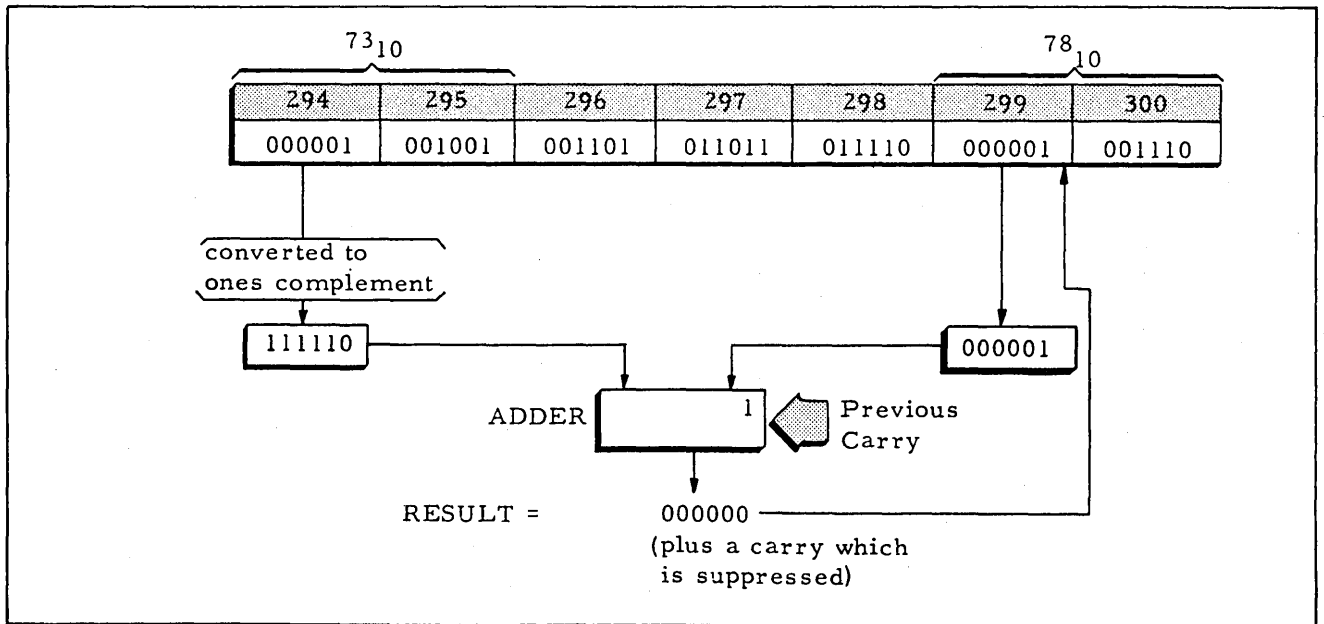 73 10 78 10
294 295 296 297 298 299 300
000001 001001 001101 011011 011110 000001 001110
converted to
ones complement
111110 000001
1
ADDER Previous
Carry
RESULT = 000000
(plus a carry which
is suppressed)